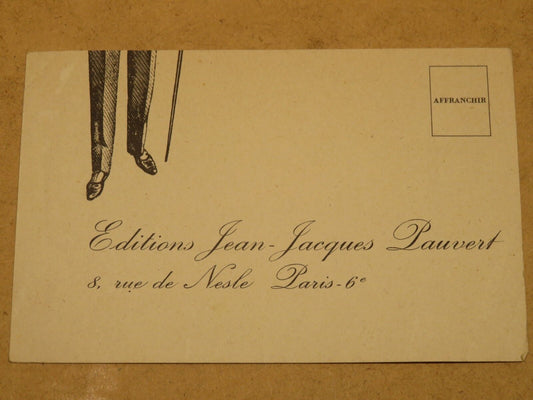 AFFRANCHIR
Editions Jean-Jacques Pauvert
8, rue de Nesle Paris-6e